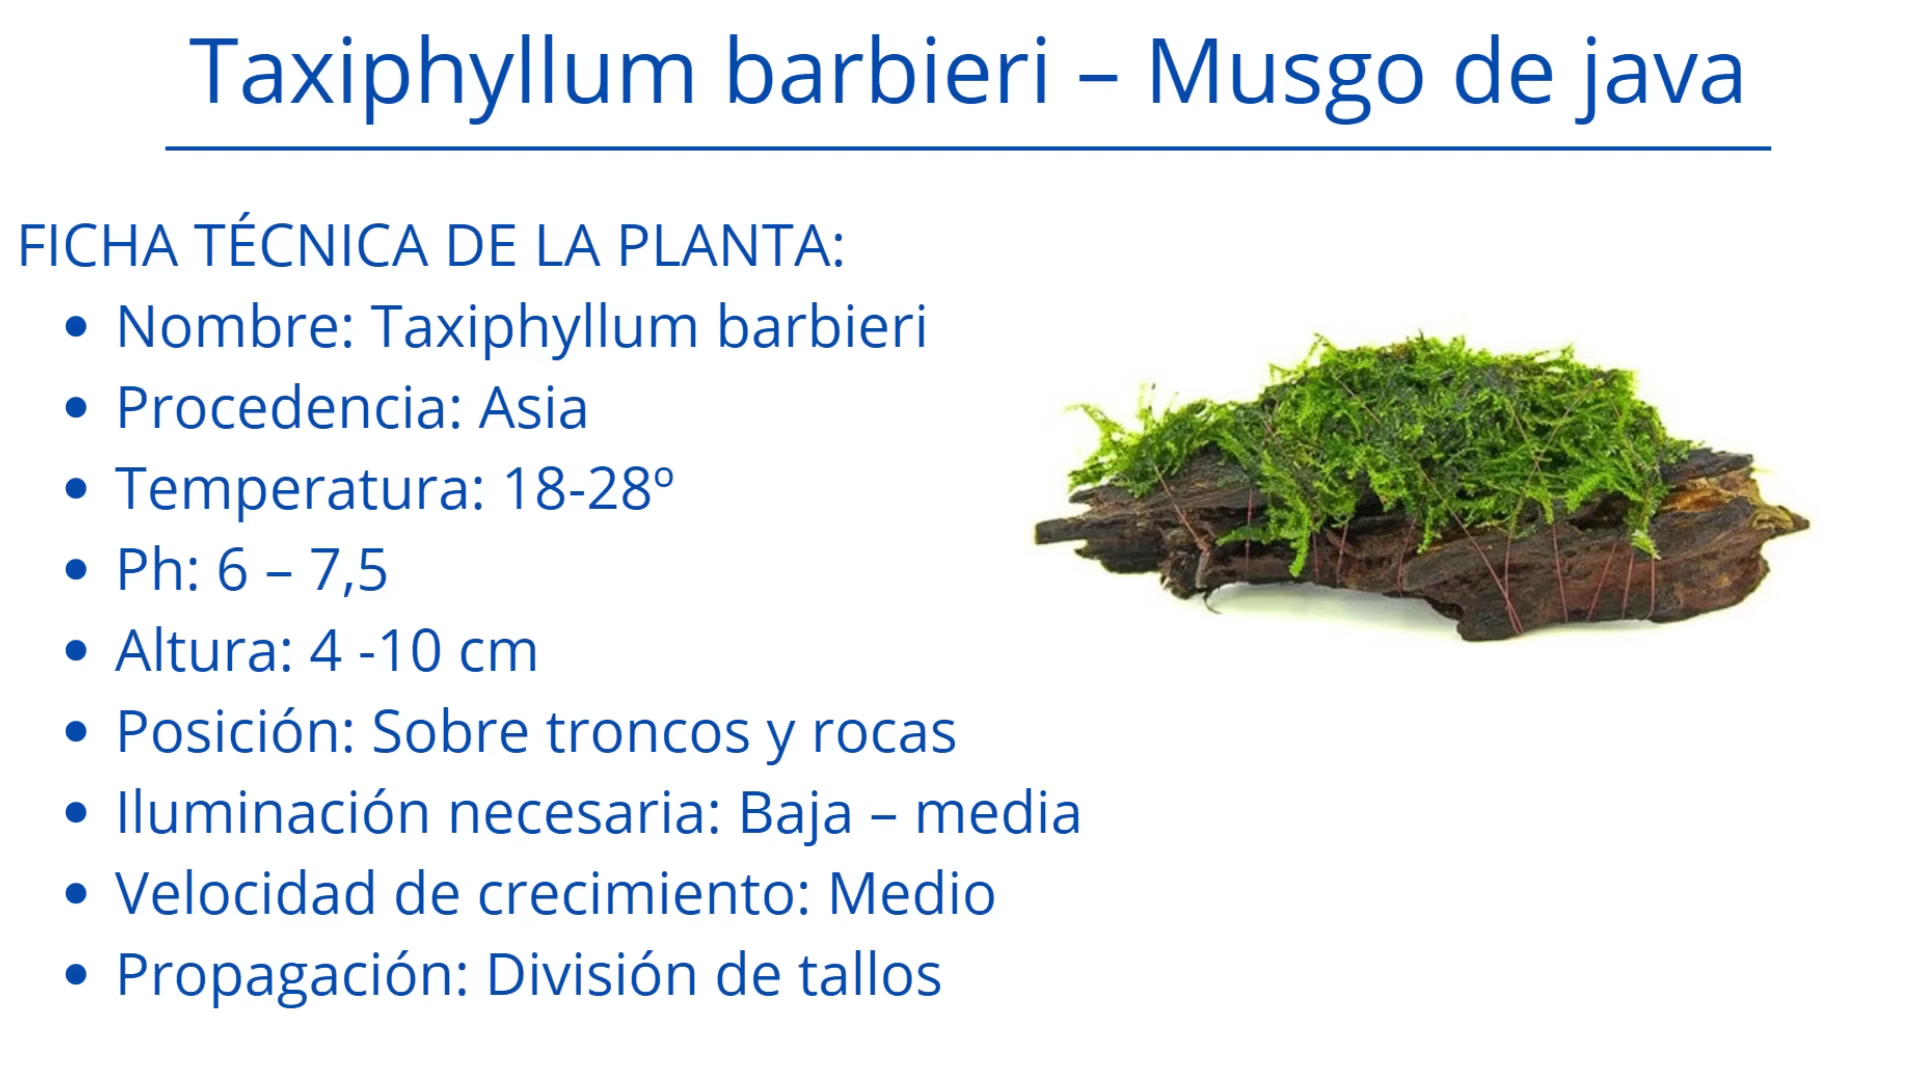 Taxiphyllum barbieri – Musgo de java
FICHA TÉCNICA DE LA PLANTA:
• Nombre: Taxiphyllum barbieri
• Procedencia: Asia
• Temperatura: 18-28º
• Ph: 6 – 7,5
• Altura: 4 -10 cm
• Posición: Sobre troncos y rocas
• Iluminación necesaria: Baja – media
• Velocidad de crecimiento: Medio
• Propagación: División de tallos